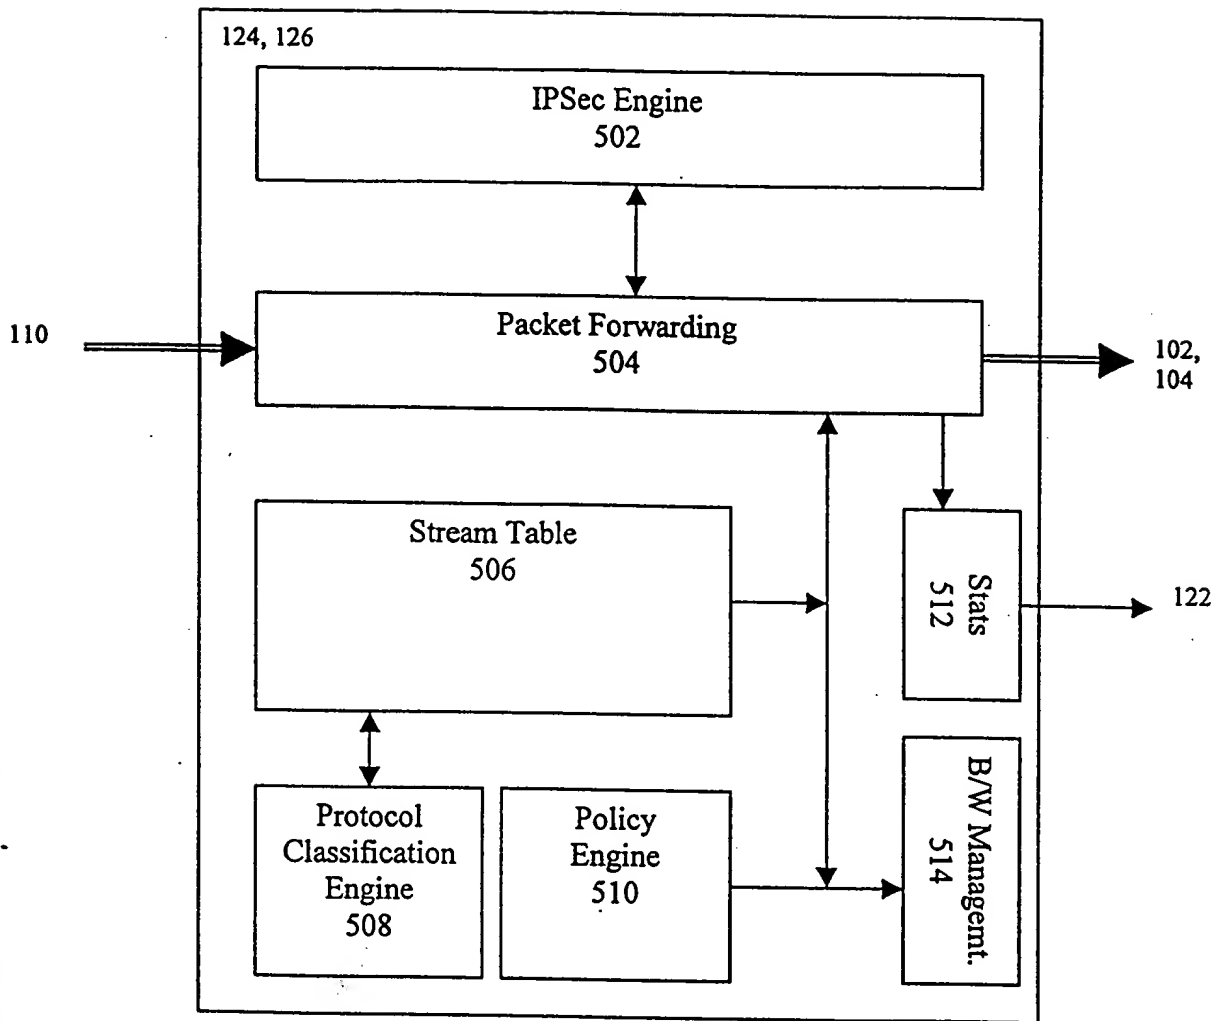 124, 126
IPSec Engine
502
110
Packet Forwarding
504
102,
104
Stream Table
506
Stats
512
122
Protocol
Classification
Engine
508
Policy
Engine
510
B/W Managemt.
514